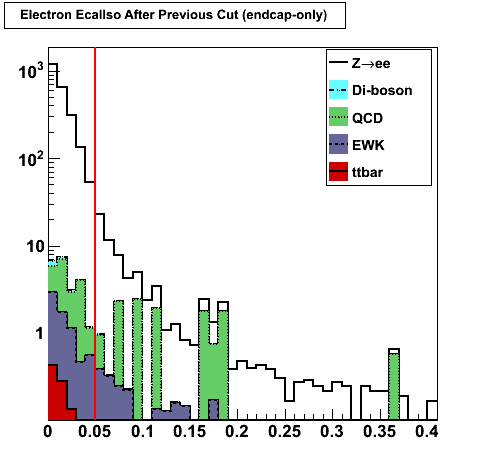 Electron EcalIso After Previous Cut (endcap-only)
Z→ee
Di-boson
QCD
EWK
ttbar
10³
10²
10
1
0 0.05 0.1 0.15 0.2 0.25 0.3 0.35 0.4